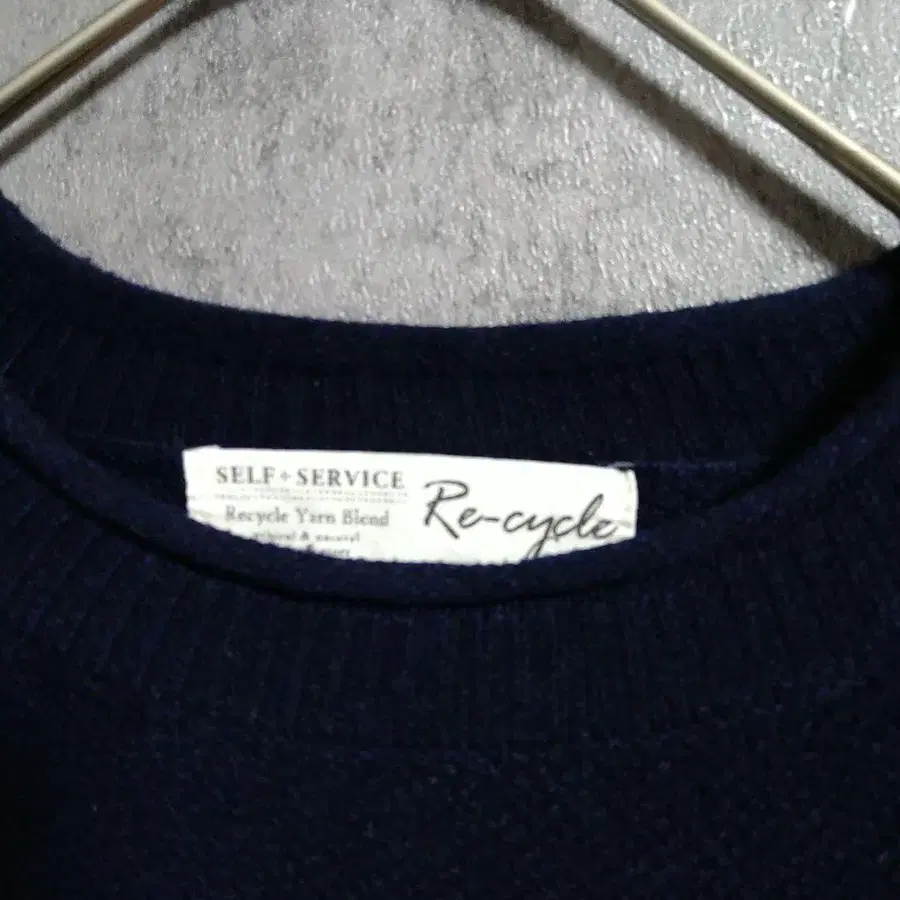 SELF + SERVICE
Re-cycle
Recycle Yarn Blend
&